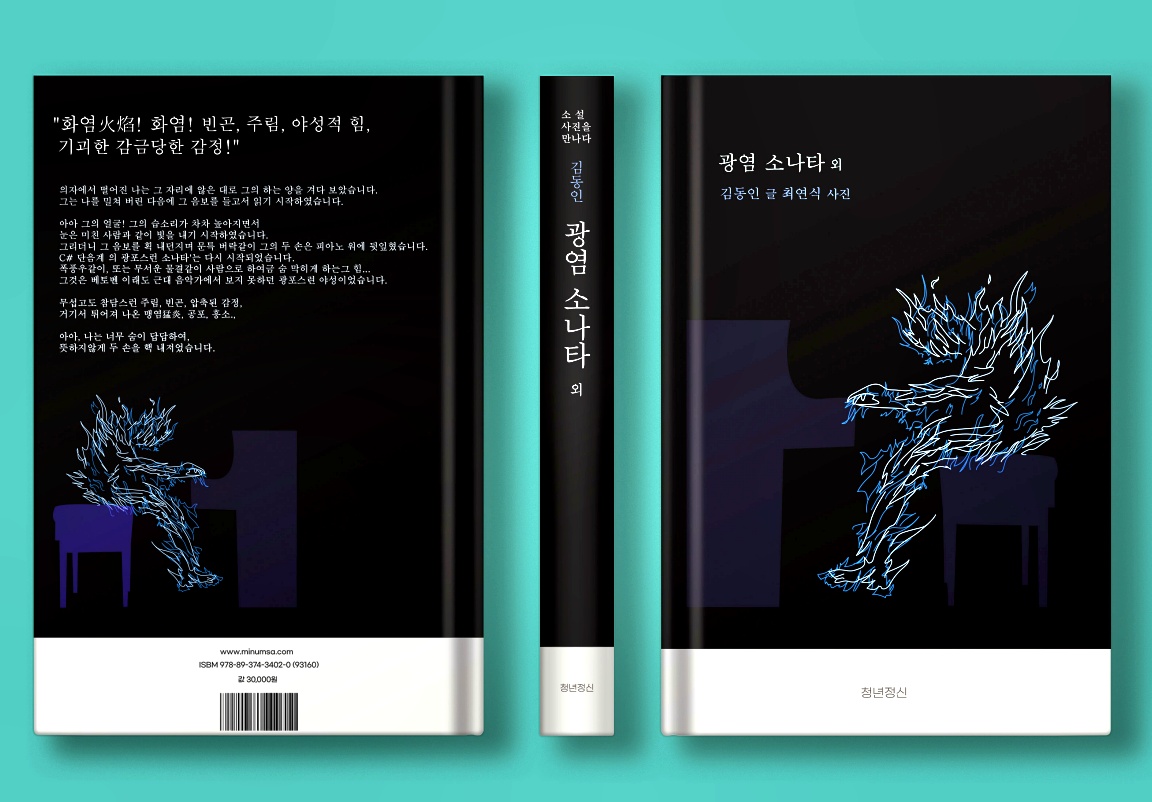 "화염火焰! 화염! 빈곤, 주림, 야성적 힘,
기괴한 감금당한 감정!"
의자에서 떨어진 나는 그 자리에 앉은 대로 그의 하는 양을 겨다 보았습니다.
그는 나를 밀쳐 버린 다음에 그 음보를 들고서 읽기 시작하였습니다.
아아 그의 얼굴! 그의 숨소리가 차차 높아지면서
눈은 미친 사람과 같이 빛을 내기 시작하였습니다.
그러더니 그 음보를 획 내던지며 문득 벼락같이 그의 두 손은 피아노 위에 덧엎혔습니다.
C# 단음계 의 광포스런 소나타'는 다시 시작되었습니다.
폭풍우같이, 또는 무서운 물결같이 사람으로 하여금 숨 막히게 하는그 힘...
그것은 베토벤 이래도 근대 음악가에서 보지 못하던 광포스런 야성이었습니다.
무섭고도 참담스런 주림, 빈곤, 압축된 감정,
거기서 튀어져 나온 맹염猛炎, 공포, 홍소.,
아아, 나는 너무 숨이 답답하여,
뜻하지않게 두 손을 핵 내저었습니다.
www.minumsa.com
ISBM 978-89-374-3402-0 (93160)
값 30,000원
소 설
사진을
만나다
김동인
광염 소나타
외
청년정신
광염 소나타 외
김동인 글 최연식 사진
청년정신